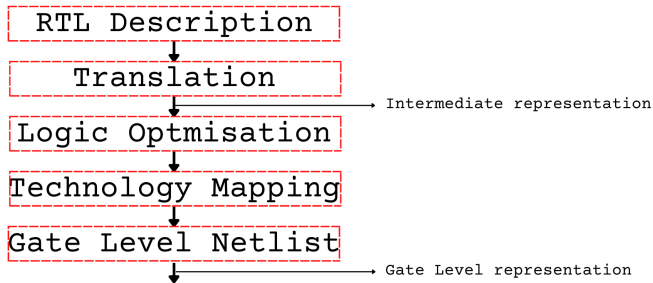 RTL Description
Translation
Intermediate representation
Logic Optmisation
Technology Mapping
Gate Level Netlist
Gate Level representation